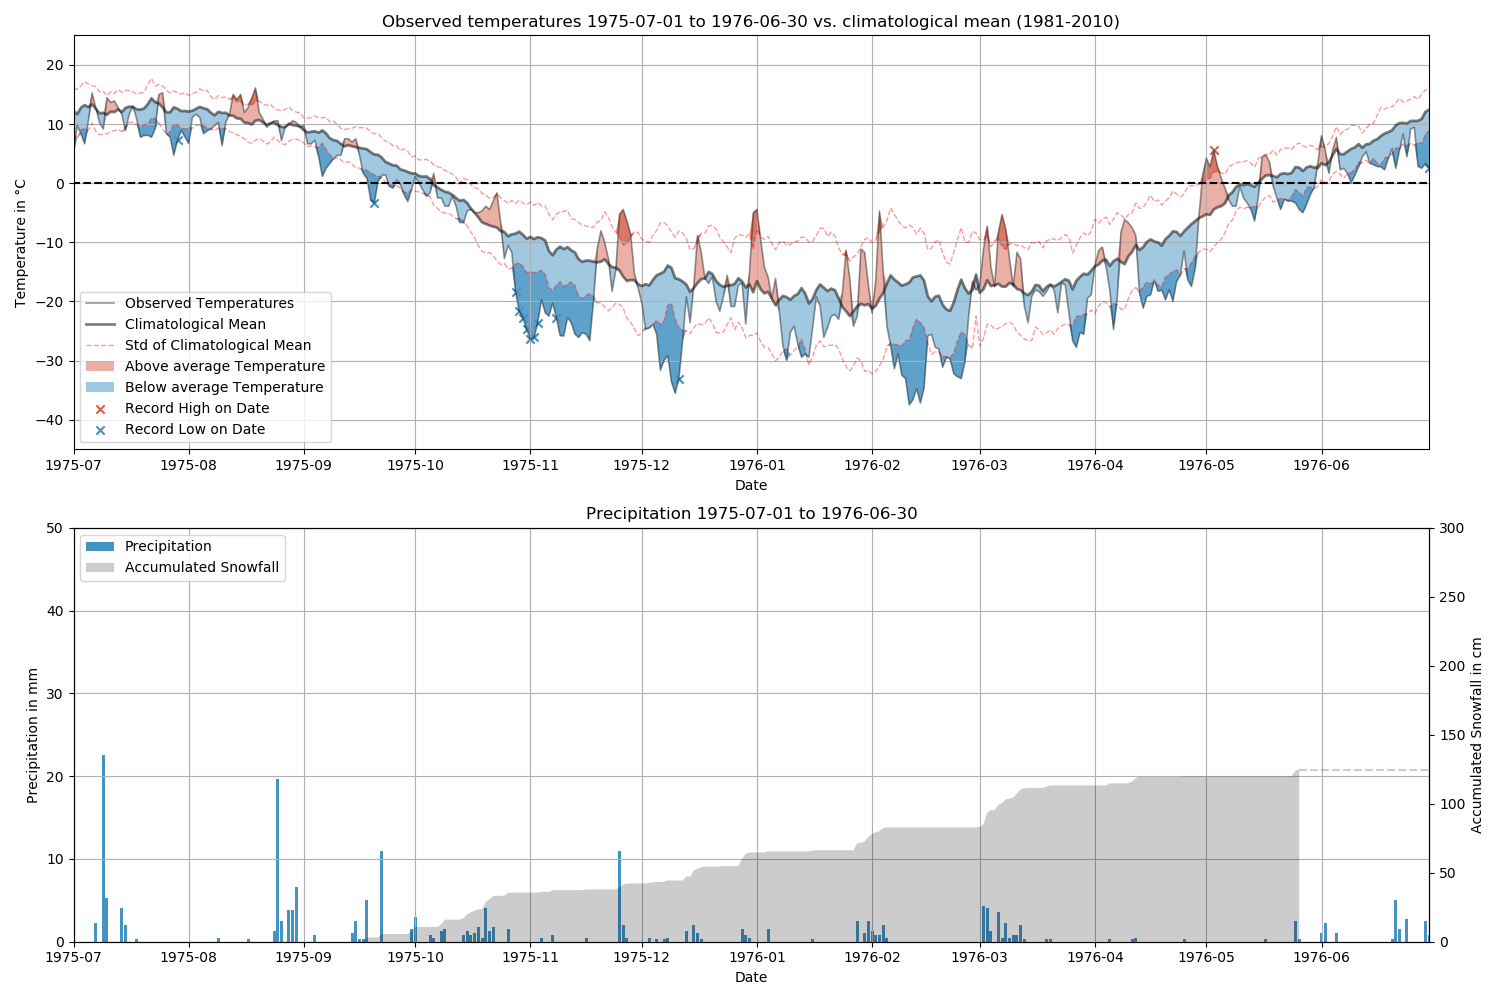 Observed temperatures 1975-07-01 to 1976-06-30 vs. climatological mean (1981-2010)
20
10
0
−10
−20
−30
−40
Temperature in °C
Observed Temperatures
Climatological Mean
Std of Climatological Mean
Above average Temperature
Below average Temperature
Record High on Date
Record Low on Date
1975-07 1975-08 1975-09 1975-10 1975-11 1975-12 1976-01 1976-02 1976-03 1976-04 1976-05 1976-06
Date
Precipitation 1975-07-01 to 1976-06-30
50
40
30
20
10
0
Precipitation in mm
Precipitation
Accumulated Snowfall
300
250
200
150
100
50
0
Accumulated Snowfall in cm
1975-07 1975-08 1975-09 1975-10 1975-11 1975-12 1976-01 1976-02 1976-03 1976-04 1976-05 1976-06
Date